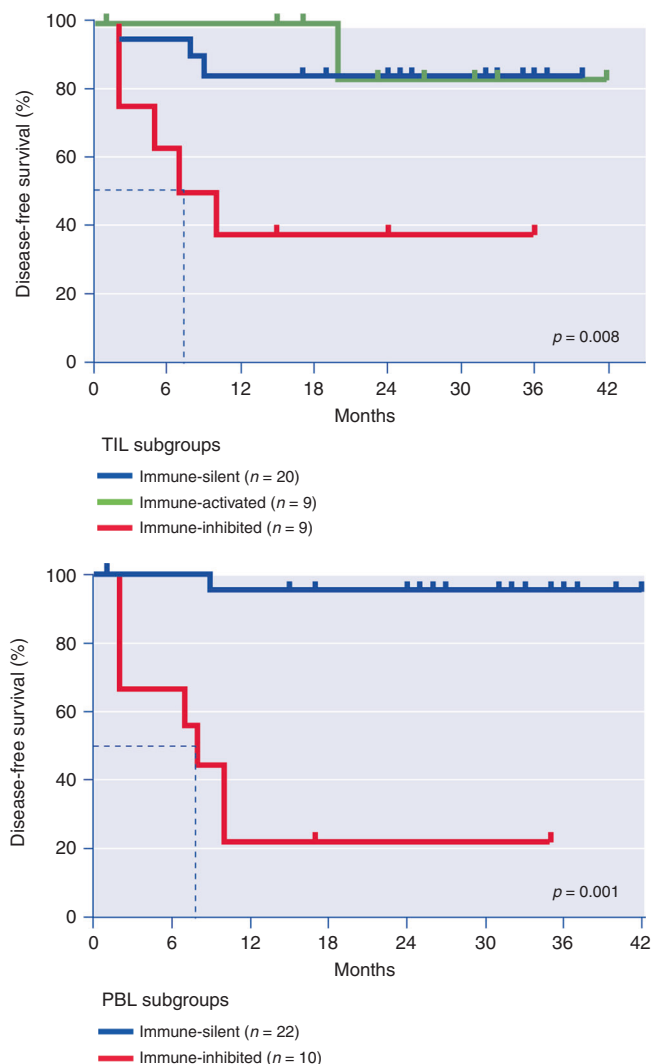 100
80
60
40
20
0
Disease-free survival (%)
p = 0.008
0 6 12 18 24 30 36 42
Months
TIL subgroups
Immune-silent (n = 20)
Immune-activated (n = 9)
Immune-inhibited (n = 9)
100
80
60
40
20
0
Disease-free survival (%)
p = 0.001
0 6 12 24 30 36 42
Months
PBL subgroups
Immune-silent (n = 22)
Immune-inhibited (n = 10)